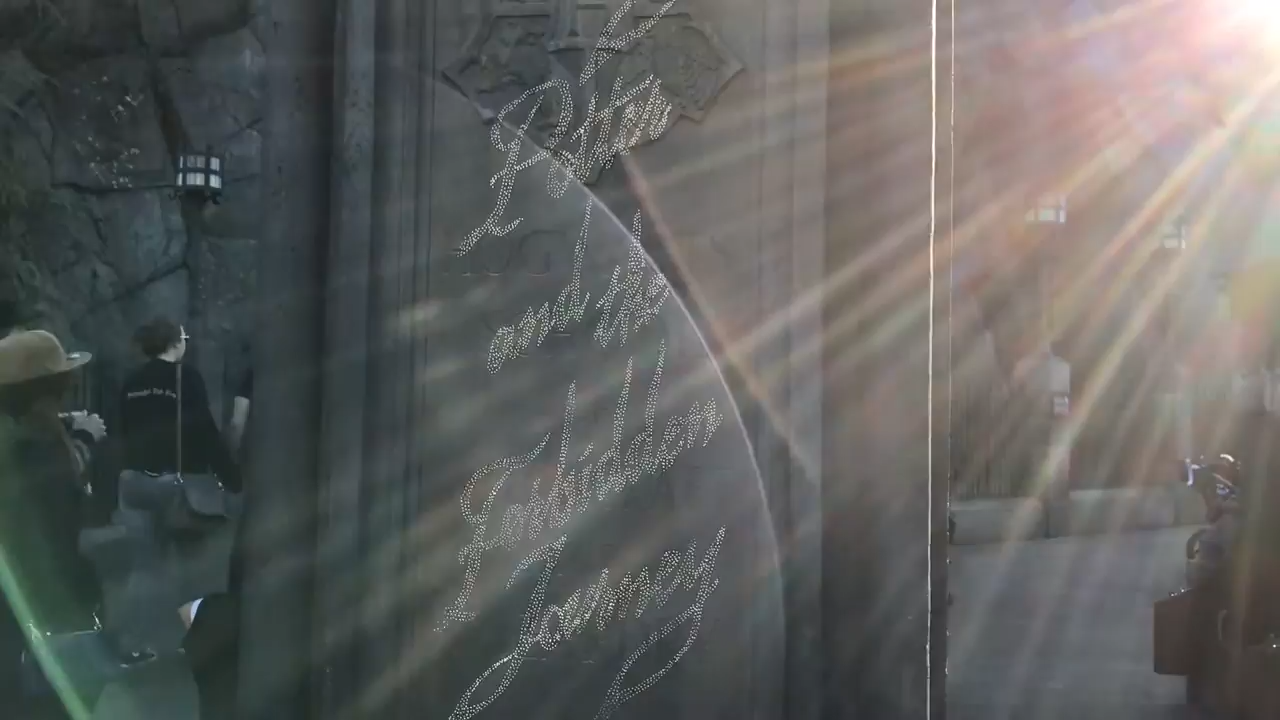 Potter
and the
Forbidden
Journey